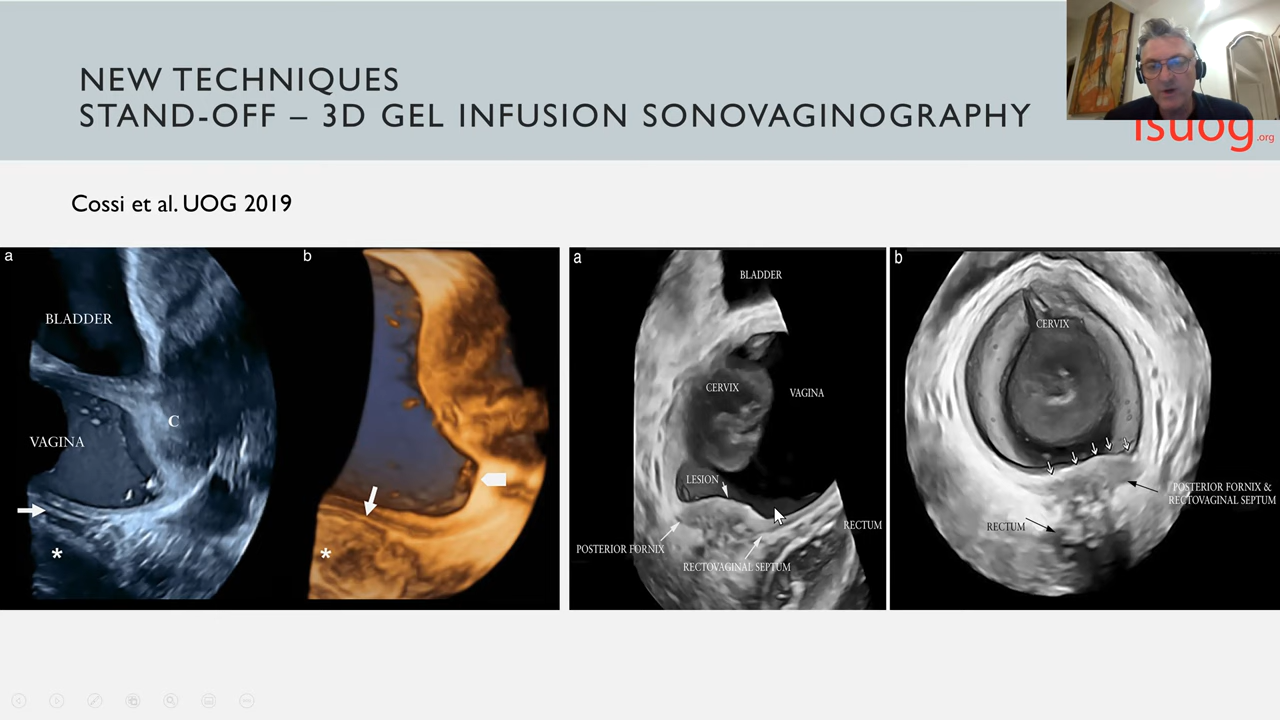 NEW TECHNIQUES
STAND-OFF – 3D GEL INFUSION SONOVAGINOGRAPHY
isuog.org
Cossi et al. UOG 2019
a
BLADDER
VAGINA
C
*
b
*
a
BLADDER
CERVIX
VAGINA
LESION
RECTUM
POSTERIOR FORNIX
RECTOVAGINAL SEPTUM
b
CERVIX
POSTERIOR FORNIX &
RECTOVAGINAL SEPTUM
RECTUM